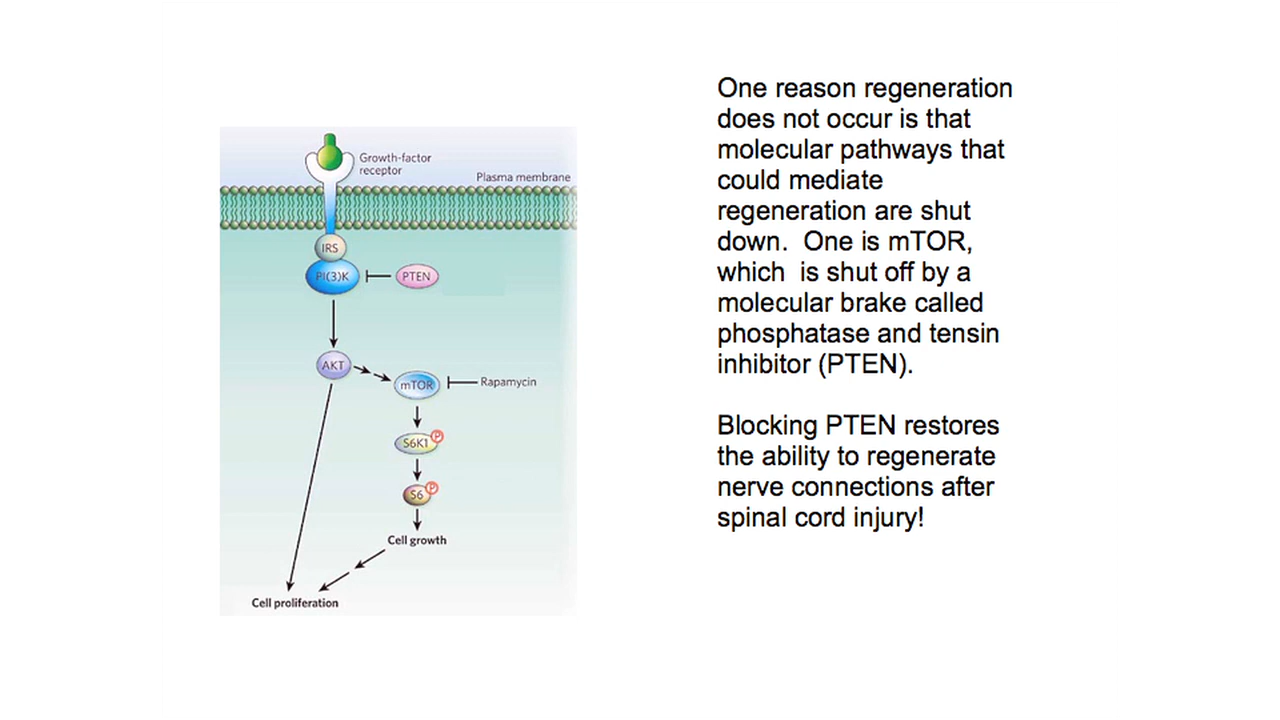 Growth-factor
receptor
Plasma membrane
IRS
PI(3)K
PTEN
AKT
mTOR
Rapamycin
S6K1
P
S6
P
Cell growth
Cell proliferation
One reason regeneration
does not occur is that
molecular pathways that
could mediate
regeneration are shut
down.  One is mTOR,
which  is shut off by a
molecular brake called
phosphatase and tensin
inhibitor (PTEN).
Blocking PTEN restores
the ability to regenerate
nerve connections after
spinal cord injury!